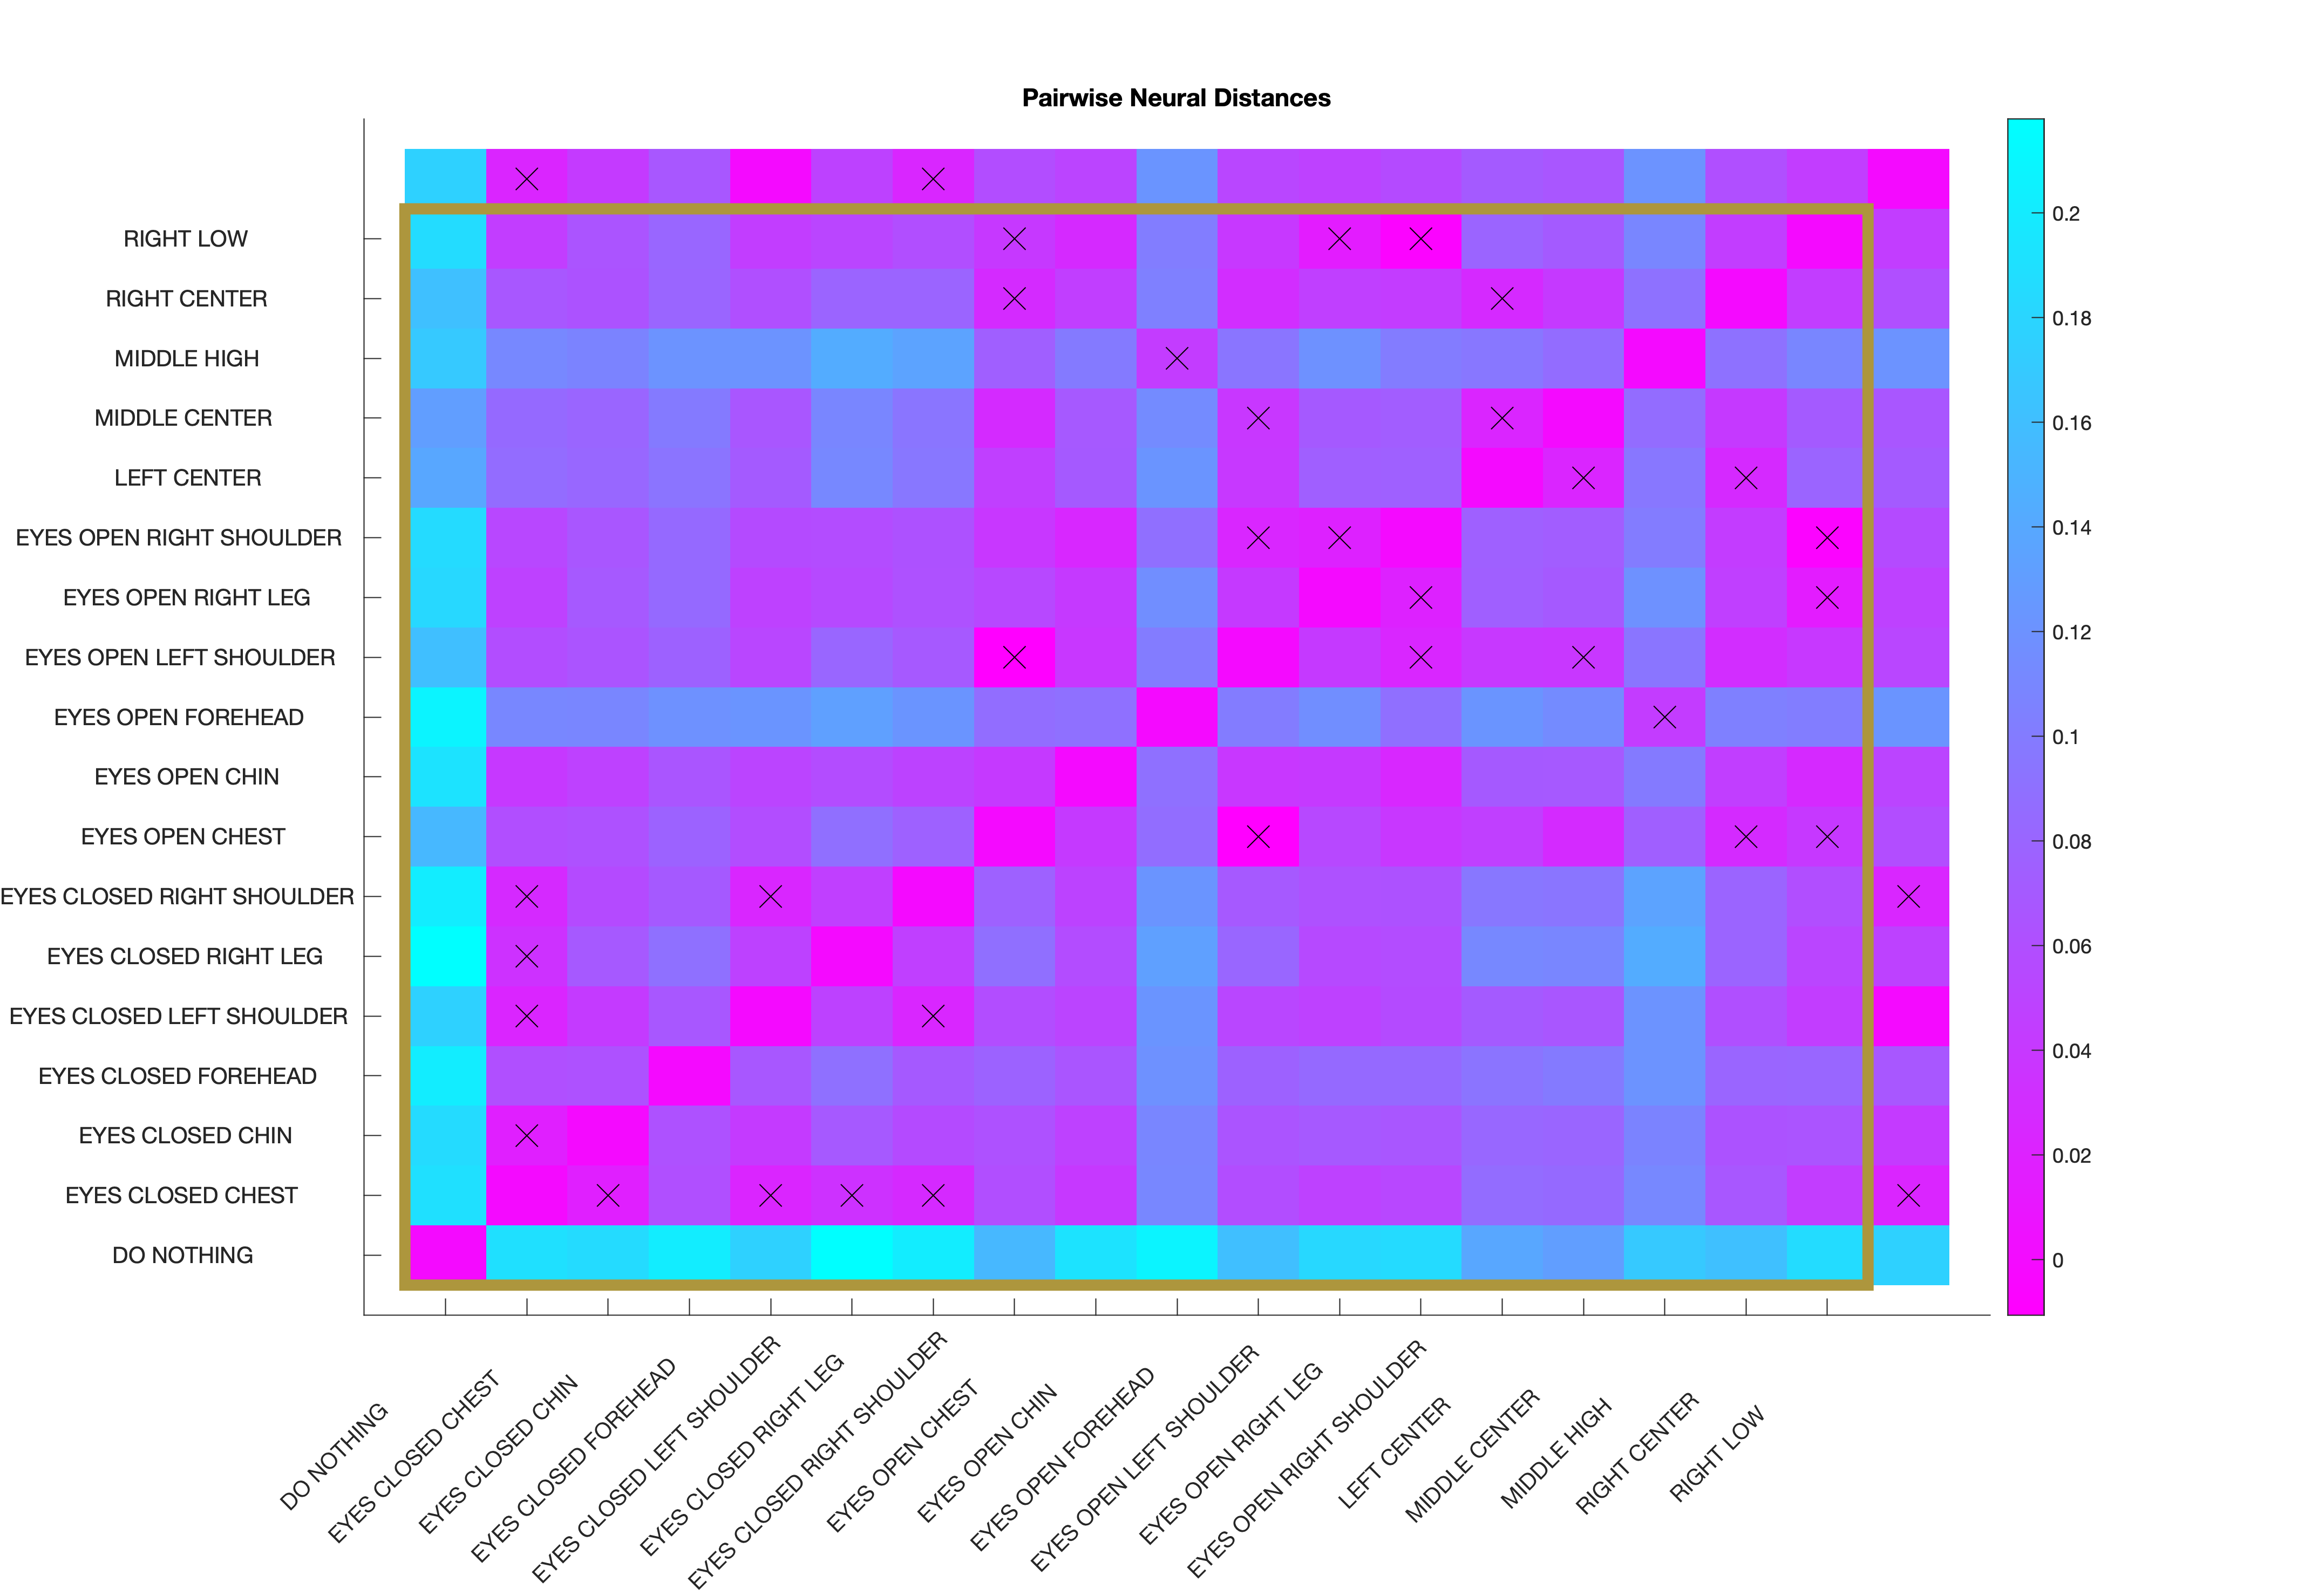 Pairwise Neural Distances
RIGHT LOW
RIGHT CENTER
MIDDLE HIGH
MIDDLE CENTER
LEFT CENTER
EYES OPEN RIGHT SHOULDER
EYES OPEN RIGHT LEG
EYES OPEN LEFT SHOULDER
EYES OPEN FOREHEAD
EYES OPEN CHIN
EYES OPEN CHEST
EYES CLOSED RIGHT SHOULDER
EYES CLOSED RIGHT LEG
EYES CLOSED LEFT SHOULDER
EYES CLOSED FOREHEAD
EYES CLOSED CHIN
EYES CLOSED CHEST
DO NOTHING
0.2
0.18
0.16
0.14
0.12
0.1
0.08
0.06
0.04
0.02
0
DO NOTHING
EYES CLOSED CHEST
EYES CLOSED CHIN
EYES CLOSED FOREHEAD
EYES CLOSED LEFT SHOULDER
EYES CLOSED RIGHT LEG
EYES CLOSED RIGHT SHOULDER
EYES OPEN CHEST
EYES OPEN CHIN
EYES OPEN FOREHEAD
EYES OPEN LEFT SHOULDER
EYES OPEN RIGHT LEG
EYES OPEN RIGHT SHOULDER
LEFT CENTER
MIDDLE CENTER
MIDDLE HIGH
RIGHT CENTER
RIGHT LOW